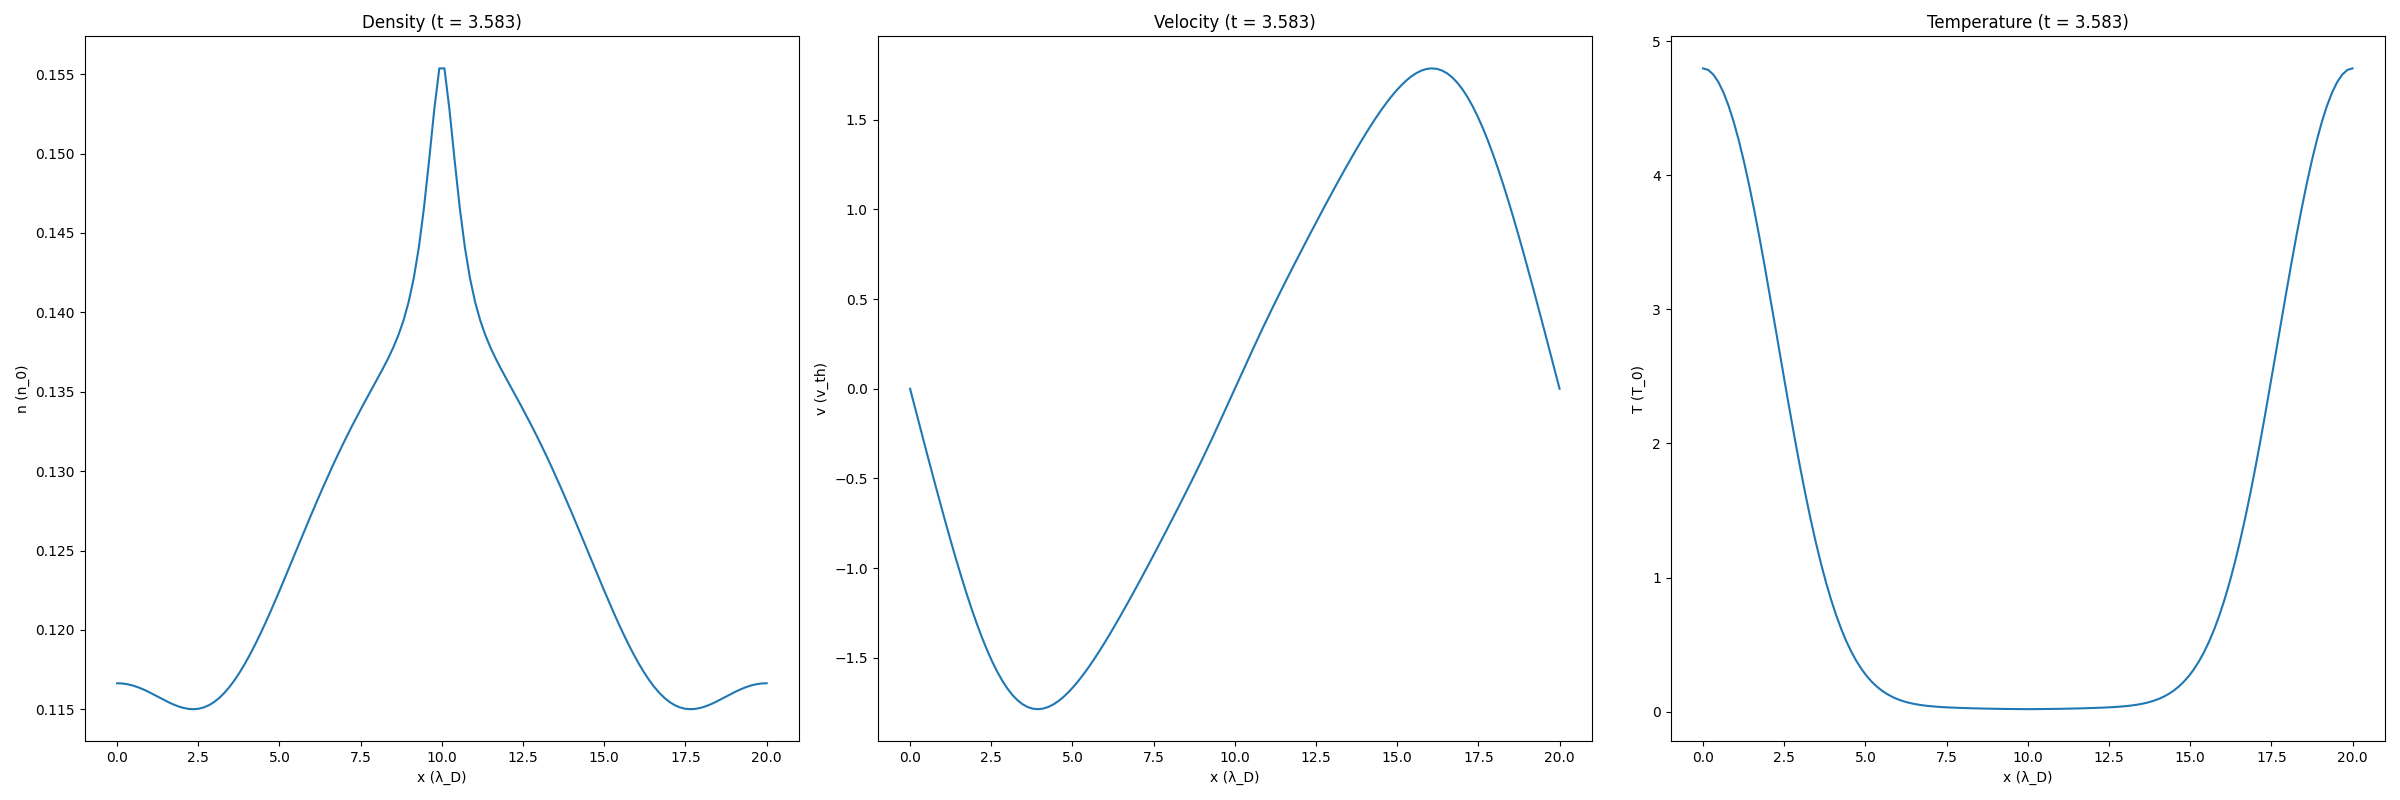 Density (t = 3.583)
n (n_0)
0.155
0.150
0.145
0.140
0.135
0.130
0.125
0.120
0.115
0.0 2.5 5.0 7.5 10.0 12.5 15.0 17.5 20.0
x (λ_D)
Velocity (t = 3.583)
v (v_th)
1.5
1.0
0.5
0.0
−0.5
−1.0
−1.5
0.0 2.5 5.0 7.5 10.0 12.5 15.0 17.5 20.0
x (λ_D)
Temperature (t = 3.583)
T (T_0)
5
4
3
2
1
0
0.0 2.5 5.0 7.5 10.0 12.5 15.0 17.5 20.0
x (λ_D)